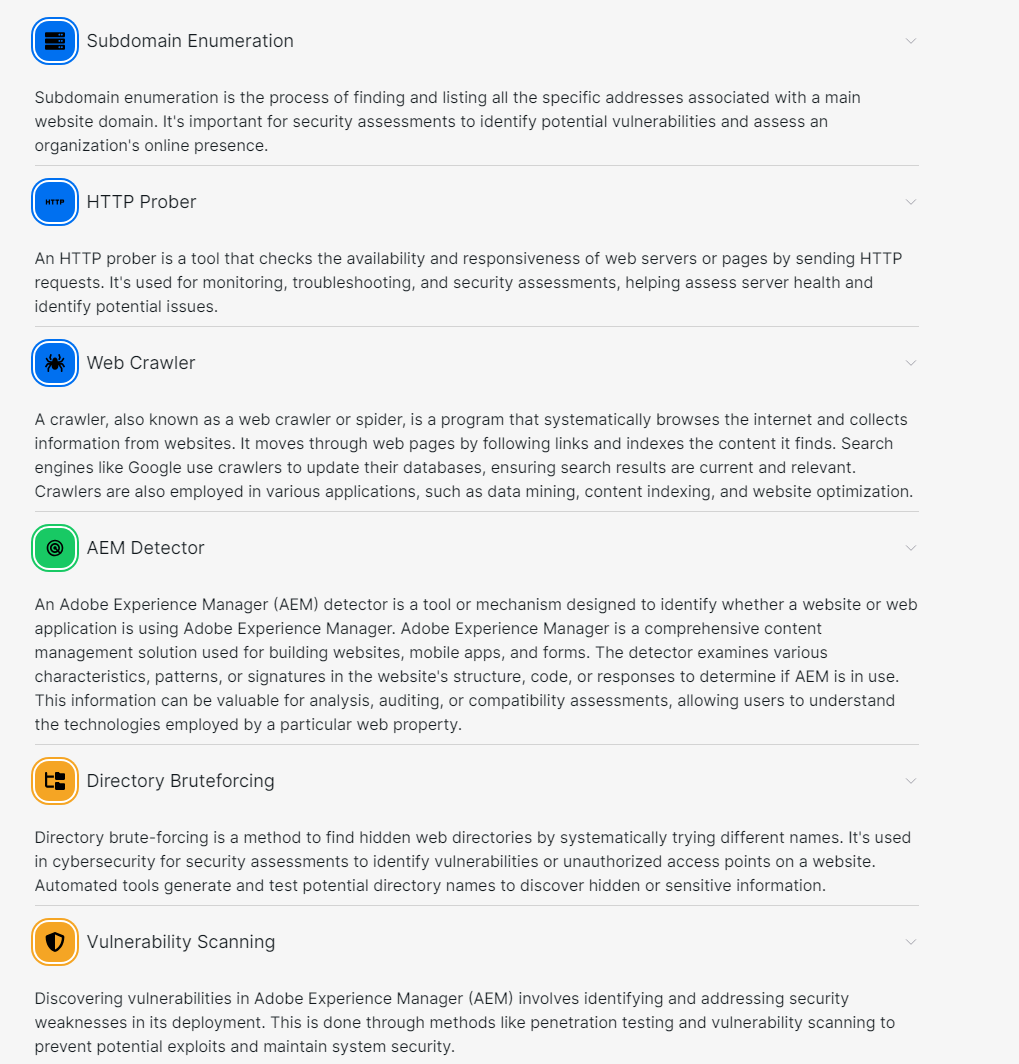 Subdomain Enumeration
Subdomain enumeration is the process of finding and listing all the specific addresses associated with a main
website domain. It's important for security assessments to identify potential vulnerabilities and assess an
organization's online presence.
HTTP
HTTP Prober
An HTTP prober is a tool that checks the availability and responsiveness of web servers or pages by sending HTTP
requests. It's used for monitoring, troubleshooting, and security assessments, helping assess server health and
identify potential issues.
Web Crawler
A crawler, also known as a web crawler or spider, is a program that systematically browses the internet and collects
information from websites. It moves through web pages by following links and indexes the content it finds. Search
engines like Google use crawlers to update their databases, ensuring search results are current and relevant.
Crawlers are also employed in various applications, such as data mining, content indexing, and website optimization.
AEM Detector
An Adobe Experience Manager (AEM) detector is a tool or mechanism designed to identify whether a website or web
application is using Adobe Experience Manager. Adobe Experience Manager is a comprehensive content
management solution used for building websites, mobile apps, and forms. The detector examines various
characteristics, patterns, or signatures in the website's structure, code, or responses to determine if AEM is in use.
This information can be valuable for analysis, auditing, or compatibility assessments, allowing users to understand
the technologies employed by a particular web property.
Directory Bruteforcing
Directory brute-forcing is a method to find hidden web directories by systematically trying different names. It's used
in cybersecurity for security assessments to identify vulnerabilities or unauthorized access points on a website.
Automated tools generate and test potential directory names to discover hidden or sensitive information.
Vulnerability Scanning
Discovering vulnerabilities in Adobe Experience Manager (AEM) involves identifying and addressing security
weaknesses in its deployment. This is done through methods like penetration testing and vulnerability scanning to
prevent potential exploits and maintain system security.